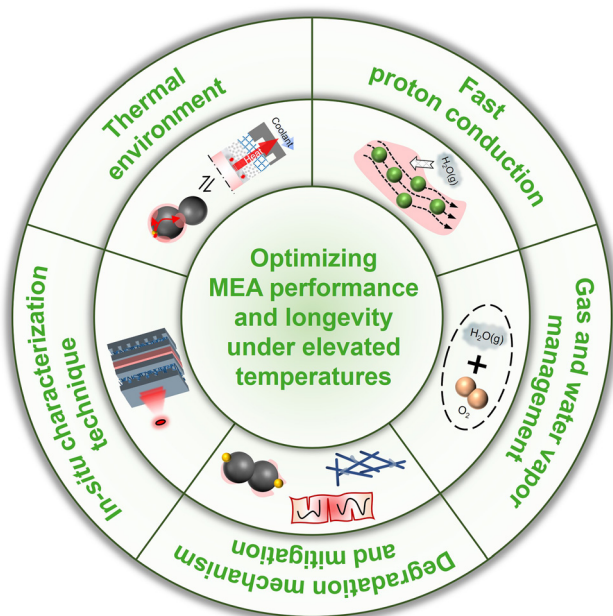 Optimizing
MEA performance
and longevity
under elevated
temperatures
Thermal
environment
Heat
Coolant
Fast
proton conduction
H₂O(g)
Gas and water vapor
management
H₂O(g)
+
O₂
Degradation mechanism
and mitigation
In-situ characterization
technique